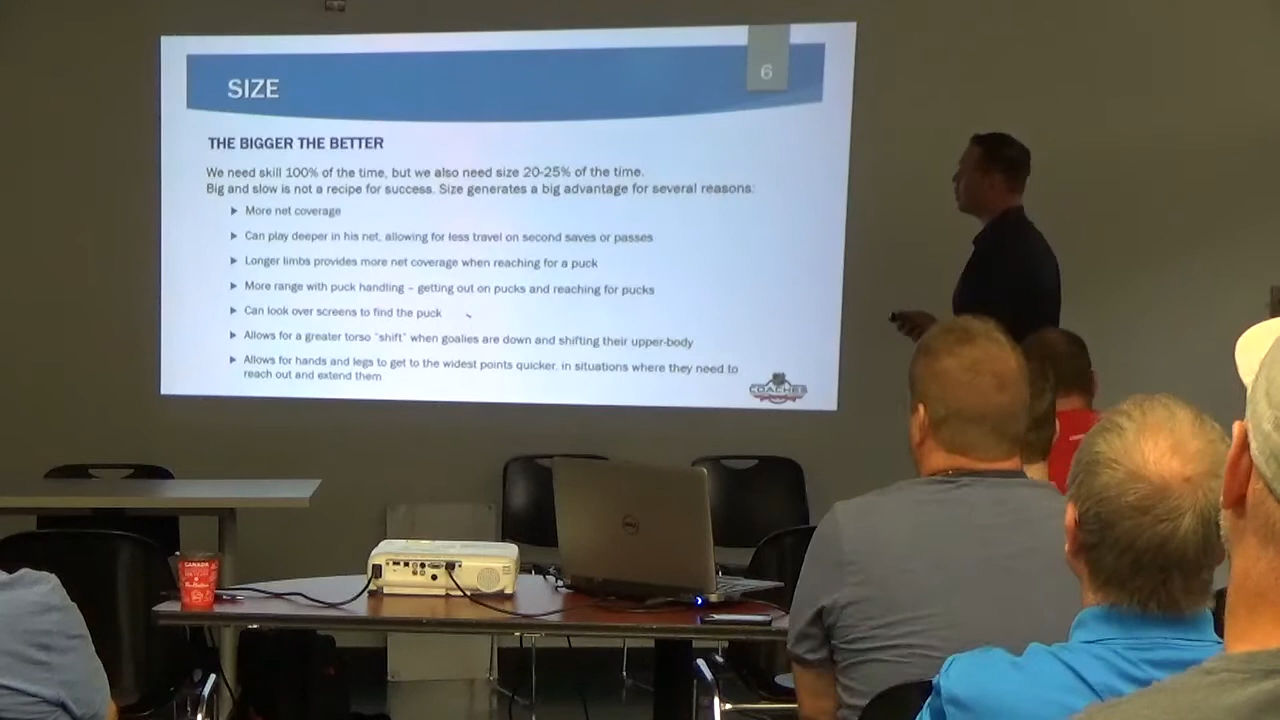 6
SIZE
THE BIGGER THE BETTER
We need skill 100% of the time, but we also need size 20-25% of the time.
Big and slow is not a recipe for success. Size generates a big advantage for several reasons:
More net coverage
Can play deeper in his net, allowing for less travel on second saves or passes
Longer limbs provides more net coverage when reaching for a puck
More range with puck handling – getting out on pucks and reaching for pucks
Can look over screens to find the puck
Allows for a greater torso "shift" when goalies are down and shifting their upper-body
Allows for hands and legs to get to the widest points quicker, in situations where they need to
reach out and extend them
COACHES
DELL
CANADA